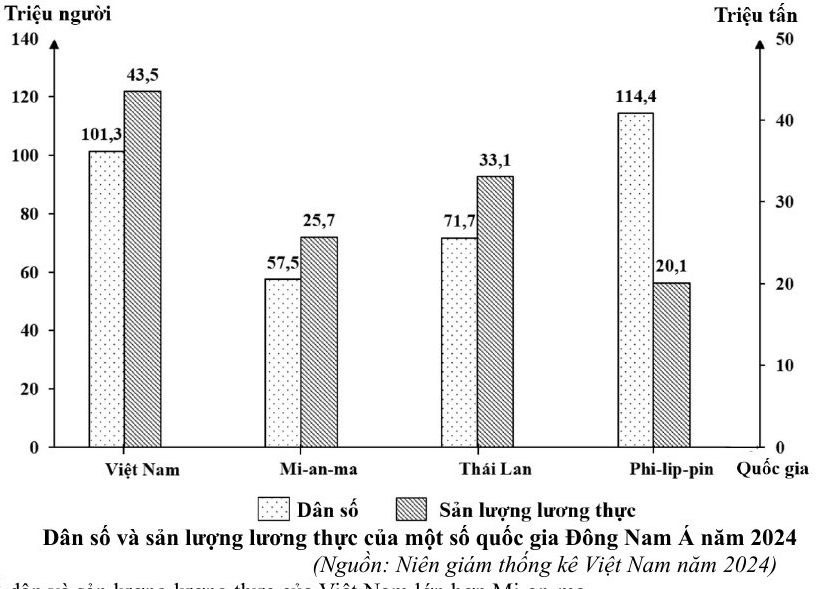 Triệu người Triệu tấn
140 50
43,5
120 114,4
101,3 40
100
33,1
80 30
25,7 71,7
60 57,5 20,1
20
40
10
20
0 0
Việt Nam Mi-an-ma Thái Lan Phi-lip-pin Quốc gia
Dân số Sản lượng lương thực
Dân số và sản lượng lương thực của một số quốc gia Đông Nam Á năm 2024
(Nguồn: Niên giám thống kê Việt Nam năm 2024)